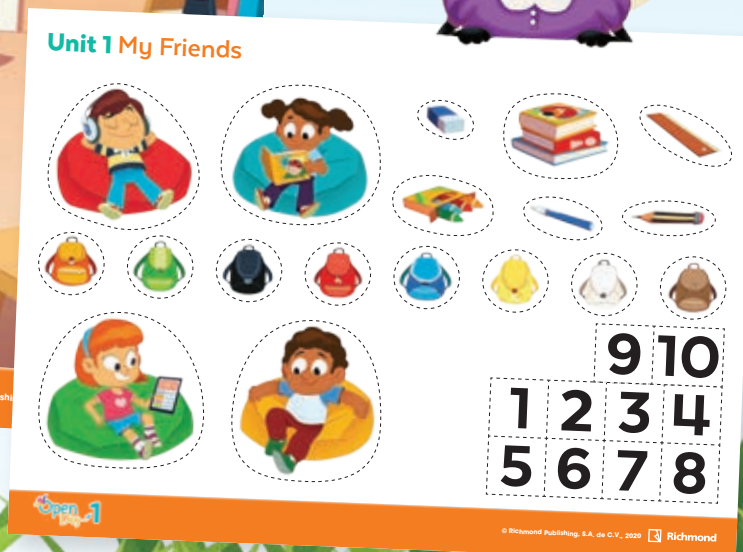 Unit 1 My Friends
9 10
1 2 3 4
5 6 7 8
Open
1
© Richmond Publishing, S.A. de C.V., 2020
Richmond